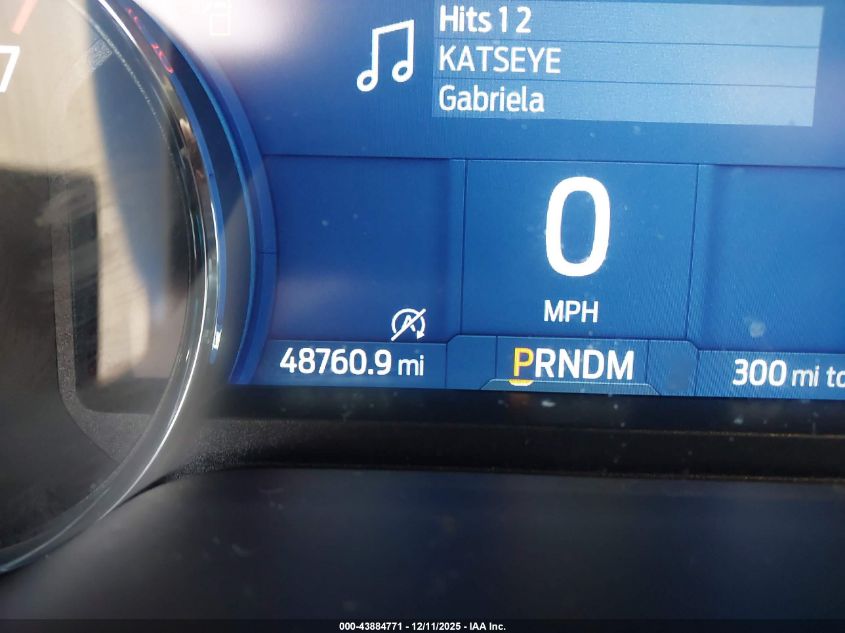 7
Hits 1 2
KATSEYE
Gabriela
0
MPH
A
48760.9 mi
PRNDM
300 mi to
000-43884771 - 12/11/2025 - IAA Inc.